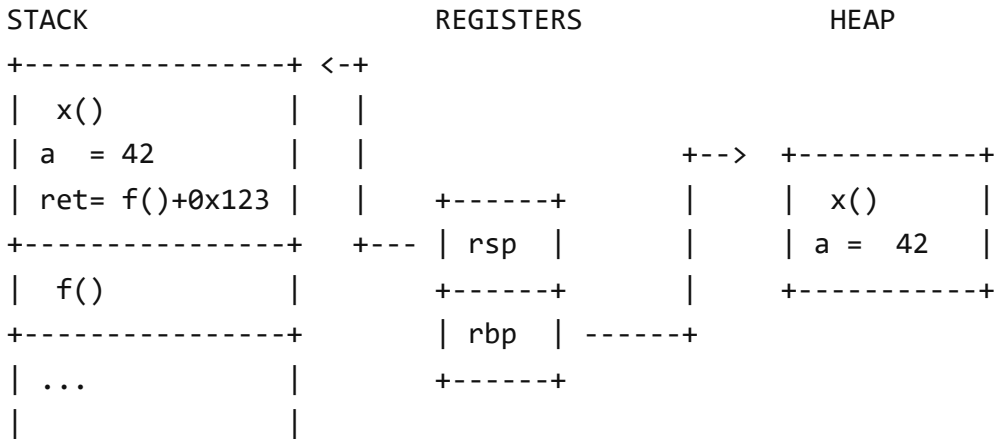 STACK                     REGISTERS               HEAP
+----------------+ <-+
|  x()           |   |
| a  = 42        |   |                   +-->  +-----------+
| ret= f()+0x123 |   |    +------+       |     |  x()      |
+----------------+   +--- | rsp  |       |     | a =  42   |
|  f()           |        +------+       |     +-----------+
+----------------+        | rbp  | ------+
| ...            |        +------+
|                |